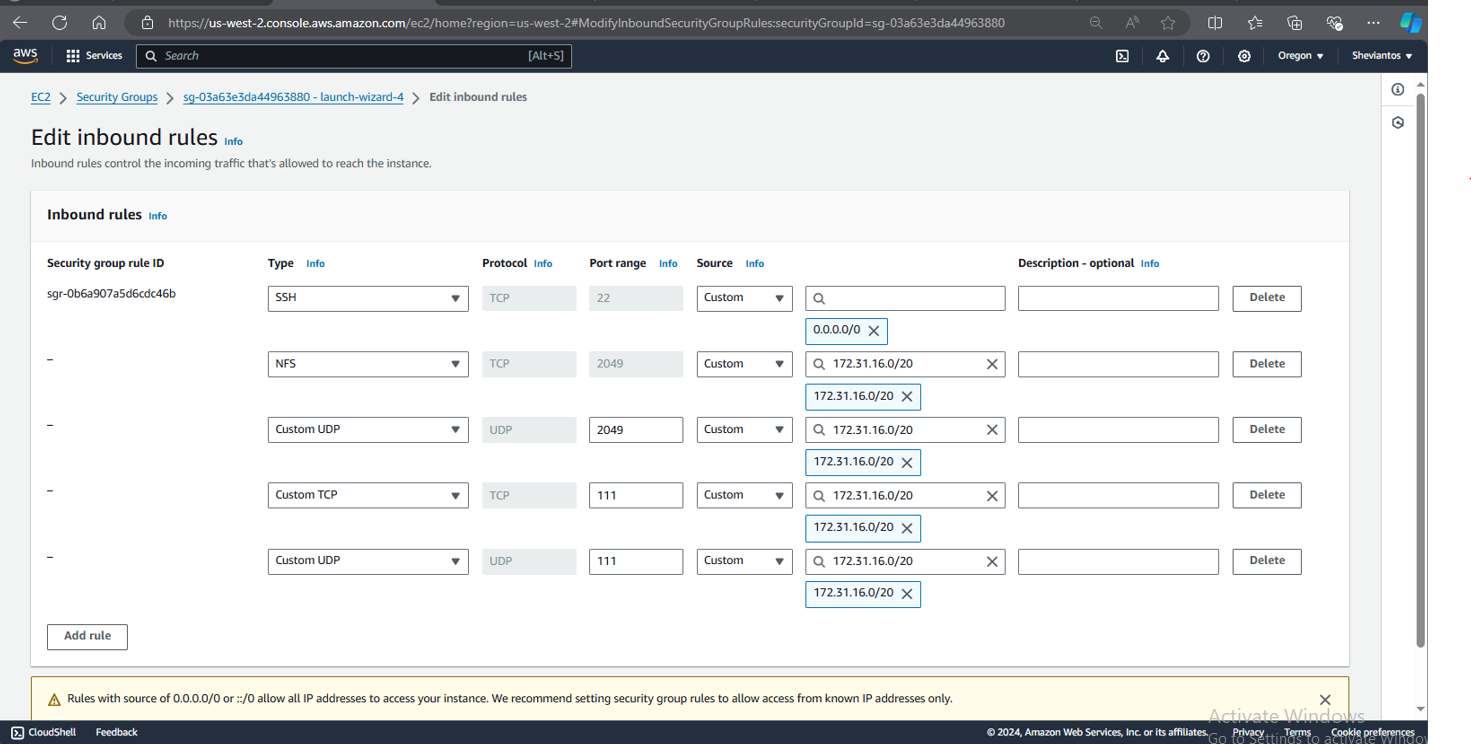 https://us-west-2.console.aws.amazon.com/ec2/home?region=us-west-2#ModifyInboundSecurityGroupRules:securityGroupId=sg-03a63e3da44963880
aws Services Search [Alt+S] Oregon Sheviantos
EC2 Security Groups sg-03a63e3da44963880 - launch-wizard-4 Edit inbound rules
Edit inbound rules Info
Inbound rules control the incoming traffic that's allowed to reach the instance.
Inbound rules Info
Security group rule ID Type Info Protocol Info Port range Info Source Info Description - optional Info
sgr-0b6a907a5d6cdc46b SSH TCP 22 Custom Delete
0.0.0.0/0
– NFS TCP 2049 Custom 172.31.16.0/20 Delete
172.31.16.0/20
– Custom UDP UDP 2049 Custom 172.31.16.0/20 Delete
172.31.16.0/20
– Custom TCP TCP 111 Custom 172.31.16.0/20 Delete
172.31.16.0/20
– Custom UDP UDP 111 Custom 172.31.16.0/20 Delete
172.31.16.0/20
Add rule
Rules with source of 0.0.0.0/0 or ::/0 allow all IP addresses to access your instance. We recommend setting security group rules to allow access from known IP addresses only.
Activate Windows
Go to Settings to activate Window
CloudShell Feedback © 2024, Amazon Web Services, Inc. or its affiliates. Privacy Terms Cookie preferences